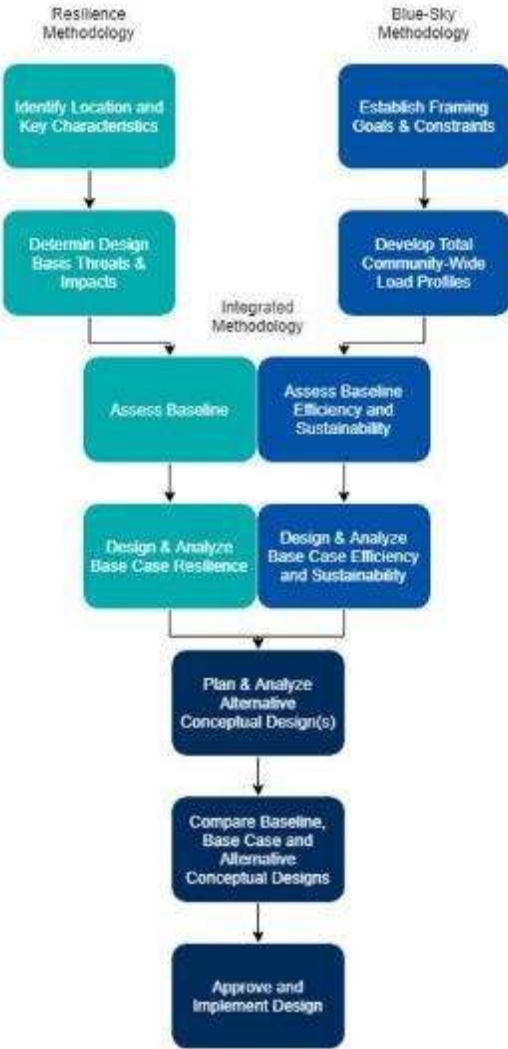 Resilience
Methodology
Blue-Sky
Methodology
Identify Location and
Key Characteristics
Establish Framing
Goals & Constraints
Determin Design
Basis Threats &
Impacts
Develop Total
Community-Wide
Load Profiles
Integrated
Methodology
Assess Baseline
Assess Baseline
Efficiency and
Sustainability
Design & Analyze
Base Case Resilience
Design & Analyze
Base Case Efficiency
and Sustainability
Plan & Analyze
Alternative
Conceptual Design(s)
Compare Baseline,
Base Case and
Alternative
Conceptual Designs
Approve and
Implement Design